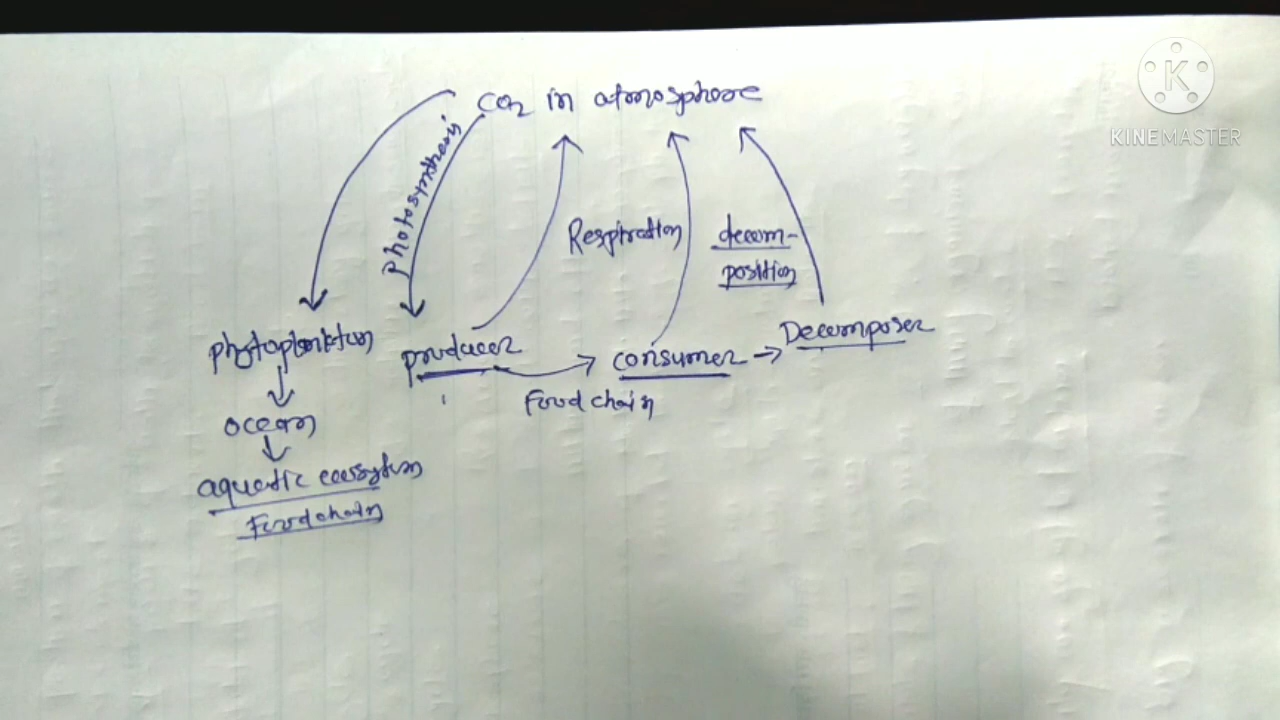 CO2 in atmosphere
KINEMASTER
photosynthesis
Respiration
decom-
position
phytoplankton
producer
consumer
Decomposer
Food chain
ocean
aquatic ecosystem
Food chain